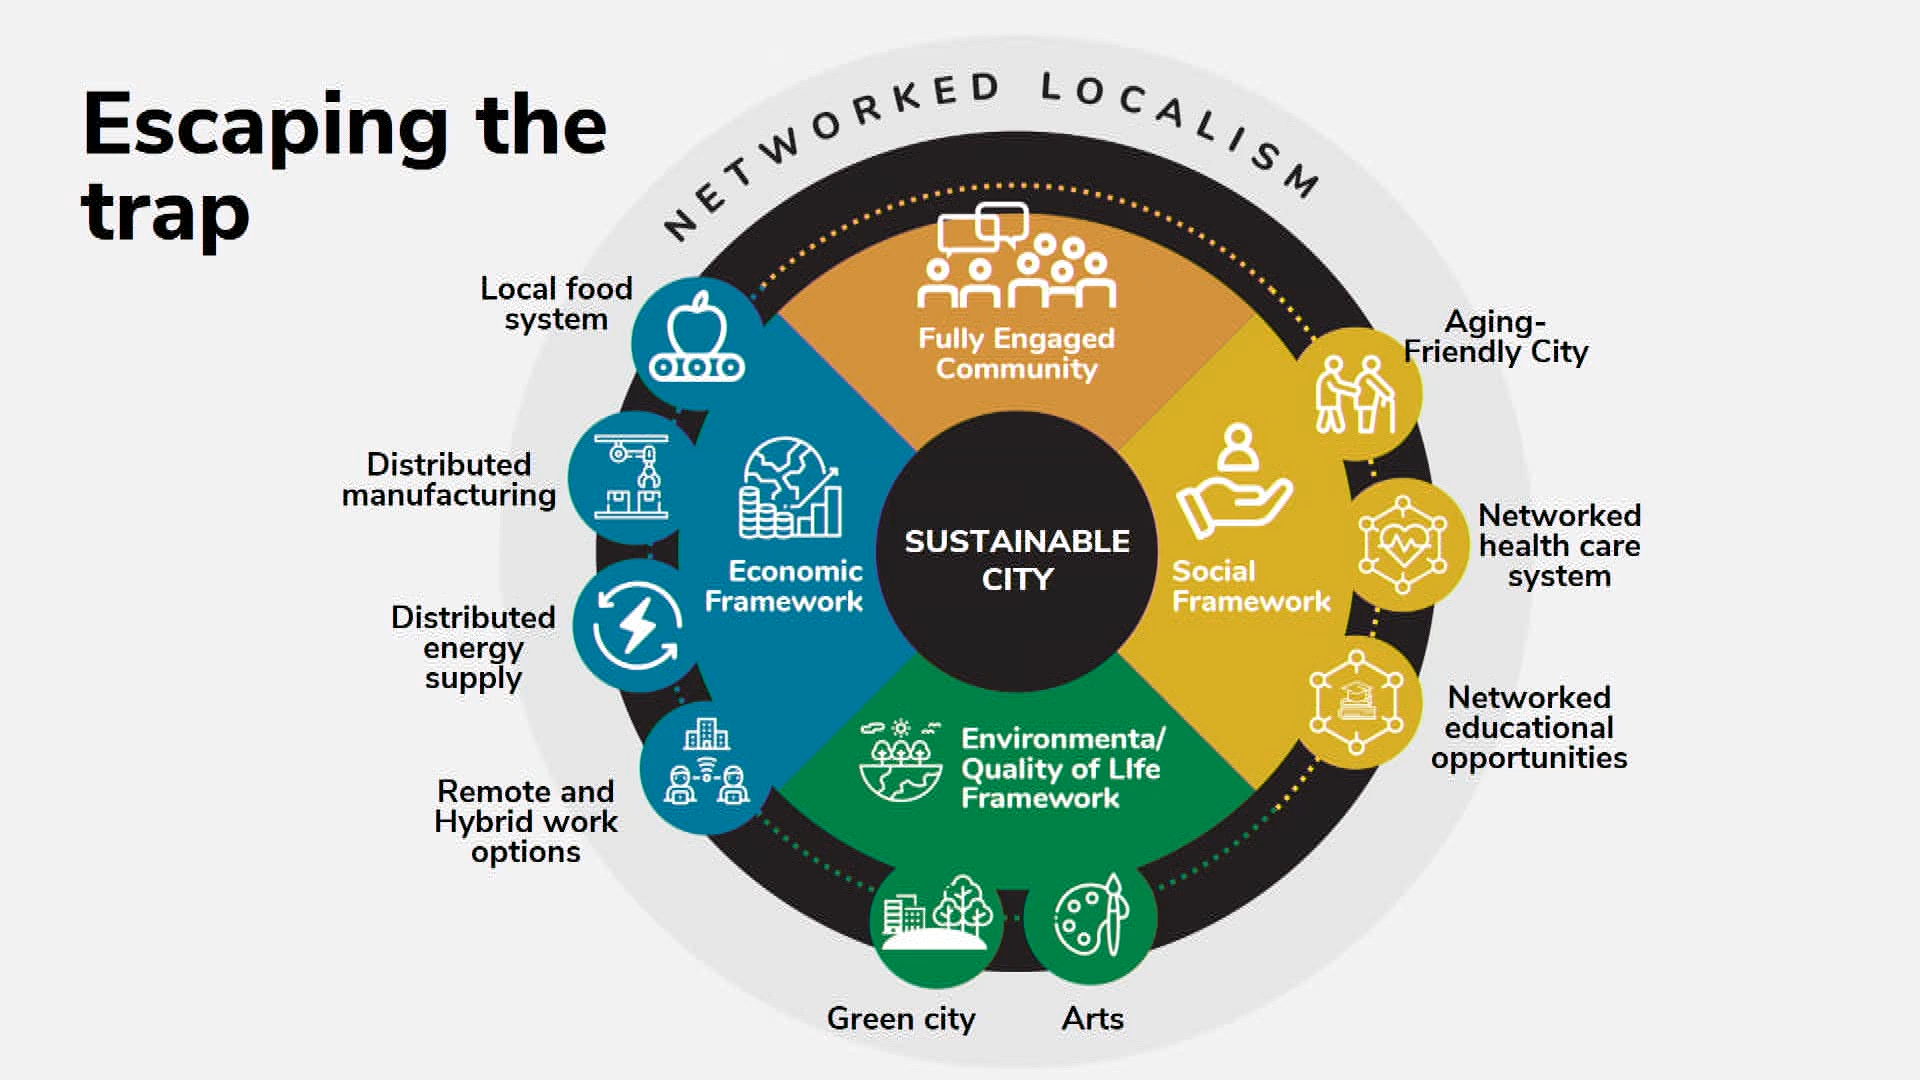 Escaping the
trap
NETWORKED LOCALISM
Local food
system
Distributed
manufacturing
Distributed
energy
supply
Remote and
Hybrid work
options
Fully Engaged
Community
Economic
Framework
SUSTAINABLE
CITY
Social
Framework
Environmenta/
Quality of LIfe
Framework
Aging-
Friendly City
Networked
health care
system
Networked
educational
opportunities
Green city
Arts